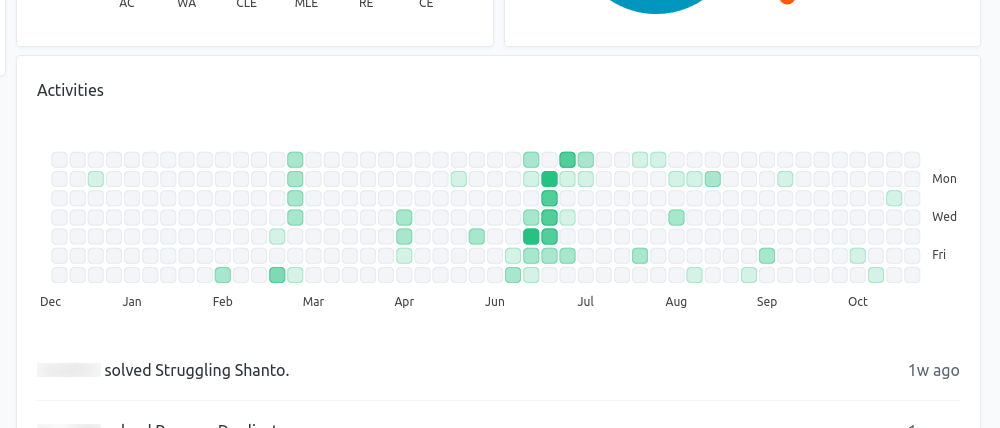 AC WA CLE MLE RE CE
Activities
Mon
Wed
Fri
Dec Jan Feb Mar Apr Jun Jul Aug Sep Oct
solved Struggling Shanto.
1w ago